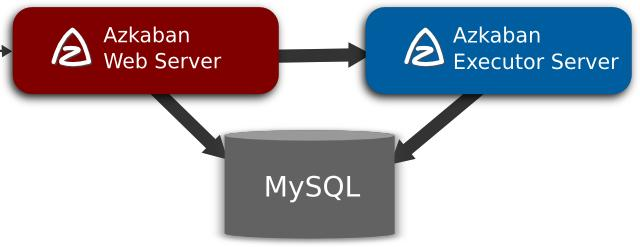 Azkaban
Web Server
Azkaban
Executor Server
MySQL